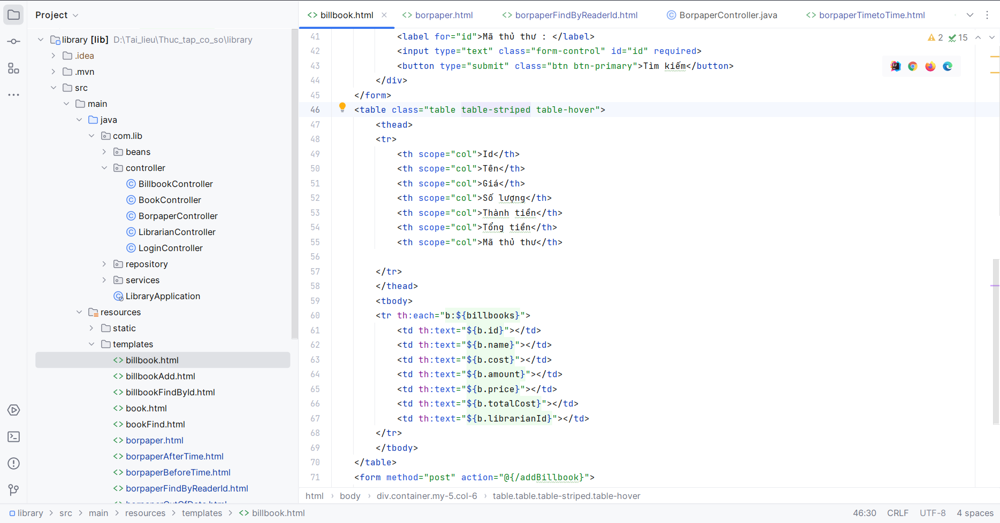 Project
library [lib] D:\Tai_lieu\Thuc_tap_co_so\library
.idea
.mvn
src
main
java
com.lib
beans
controller
BillbookController
BookController
BorpaperController
LibrarianController
LoginController
repository
services
LibraryApplication
resources
static
templates
billbook.html
billbookAdd.html
billbookFindById.html
book.html
bookFind.html
borpaper.html
borpaperAfterTime.html
borpaperBeforeTime.html
borpaperFindByReaderId.html
billbook.html borpaper.html borpaperFindByReaderId.html BorpaperController.java borpaperTimetoTime.html
2 15
41 <label for="id">Mã thủ thư : </label>
42 <input type="text" class="form-control" id="id" required>
43 <button type="submit" class="btn btn-primary">Tìm kiếm</button>
44 </div>
45 </form>
46 <table class="table table-striped table-hover">
47 <thead>
48 <tr>
49 <th scope="col">Id</th>
50 <th scope="col">Tên</th>
51 <th scope="col">Giá</th>
52 <th scope="col">Số lượng</th>
53 <th scope="col">Thành tiền</th>
54 <th scope="col">Tổng tiền</th>
55 <th scope="col">Mã thủ thư</th>
56
57 </tr>
58 </thead>
59 <tbody>
60 <tr th:each="b:${billbooks}">
61 <td th:text="${b.id}"></td>
62 <td th:text="${b.name}"></td>
63 <td th:text="${b.cost}"></td>
64 <td th:text="${b.amount}"></td>
65 <td th:text="${b.price}"></td>
66 <td th:text="${b.totalCost}"></td>
67 <td th:text="${b.librarianId}"></td>
68 </tr>
69 </tbody>
70 </table>
71 <form method="post" action="@{/addBillbook}">
html › body › div.container.my-5.col-6 › table.table.table-striped.table-hover
library > src > main > resources > templates > billbook.html
46:30 CRLF UTF-8 4 spaces